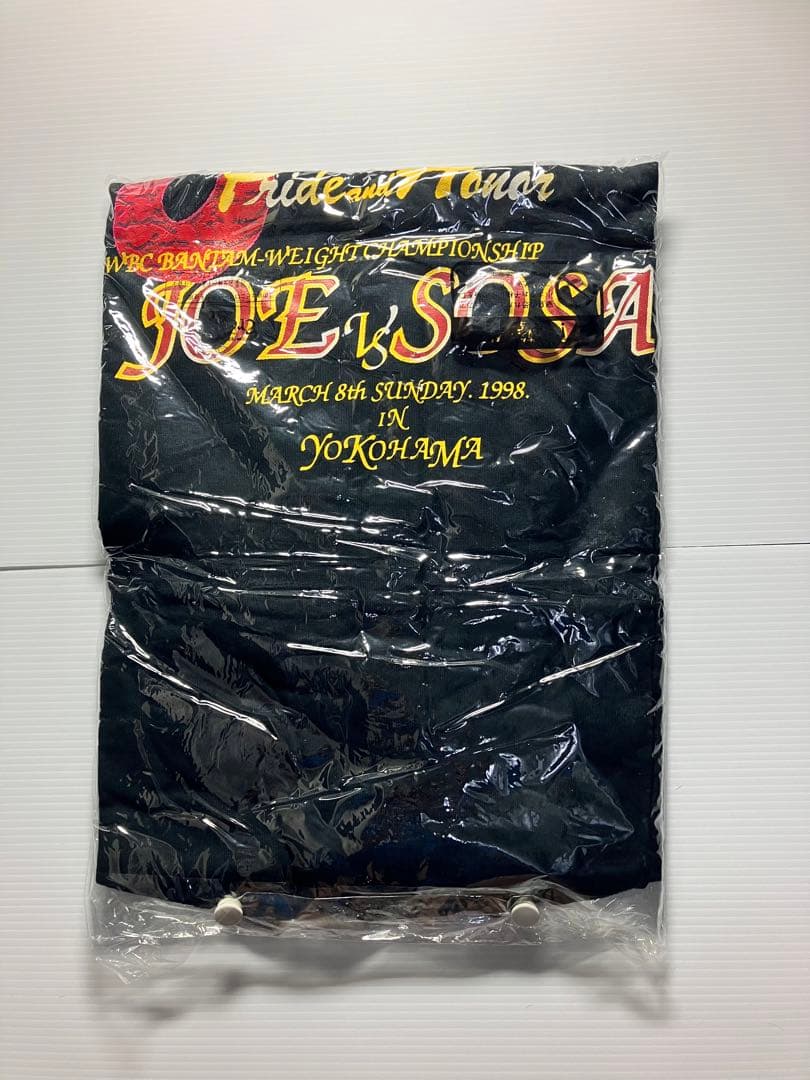 Pride and Honor
WBC BANTAM-WEIGHT CHAMPIONSHIP
JOE VS SOSA
MARCH 8th SUNDAY. 1998.
IN
YOKOHAMA